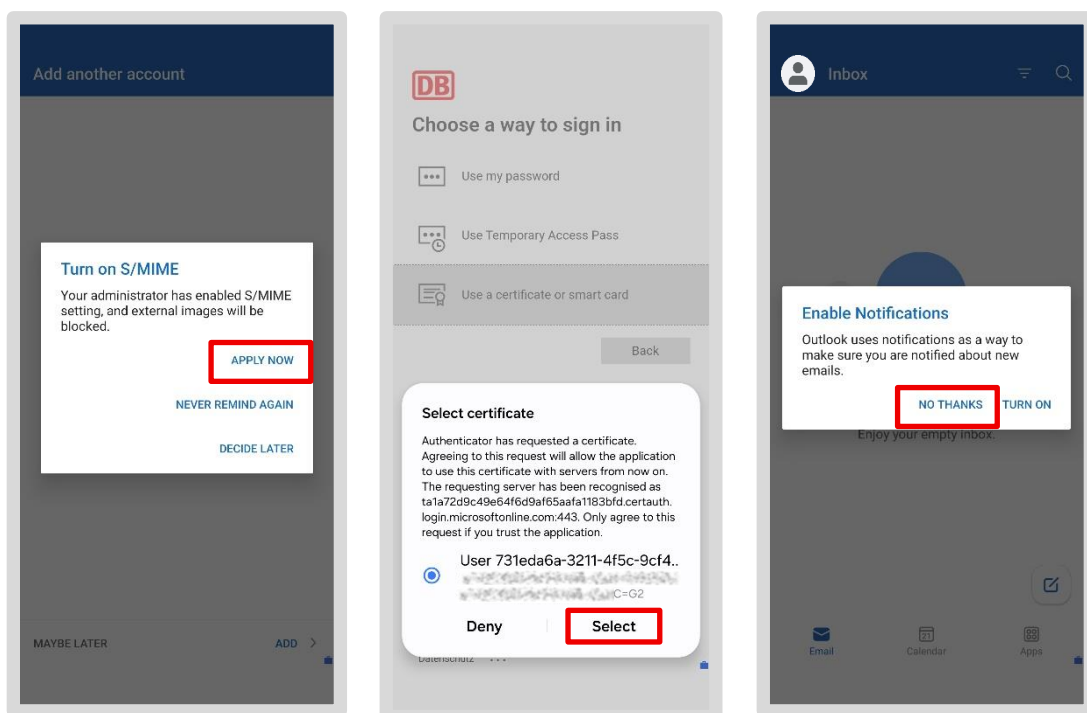 Add another account
Turn on S/MIME
Your administrator has enabled S/MIME
setting, and external images will be
blocked.
APPLY NOW
NEVER REMIND AGAIN
DECIDE LATER
MAYBE LATER
ADD
DB
Choose a way to sign in
Use my password
Use Temporary Access Pass
Use a certificate or smart card
Back
Select certificate
Authenticator has requested a certificate.
Agreeing to this request will allow the application
to use this certificate with servers from now on.
The requesting server has been recognised as
ta1a72d9c49e64f6d9af65aafa1183bfd.certauth.
login.microsoftonline.com:443. Only agree to this
request if you trust the application.
User 731eda6a-3211-4f5c-9cf4..
C=G2
Deny
Select
Datenschutz ...
Inbox
Enable Notifications
Outlook uses notifications as a way to
make sure you are notified about new
emails.
NO THANKS TURN ON
Enjoy your empty inbox.
21
Email Calendar Apps